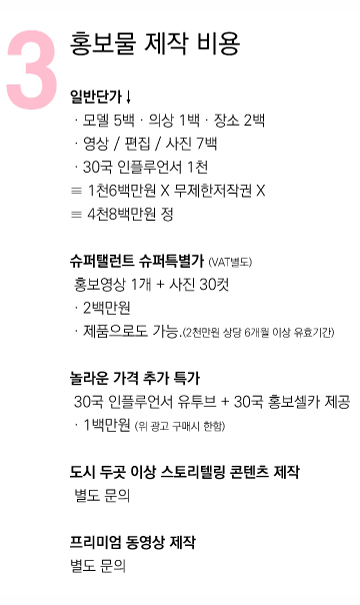 3
홍보물 제작 비용
일반단가↓
· 모델 5백 · 의상 1백 · 장소 2백
· 영상 / 편집 / 사진 7백
· 30국 인플루언서 1천
≡ 1천6백만원 X 무제한저작권 X
≡ 4천8백만원 정
슈퍼탤런트 슈퍼특별가 (VAT별도)
홍보영상 1개 + 사진 30컷
· 2백만원
· 제품으로도 가능.(2천만원 상당 6개월 이상 유효기간)
놀라운 가격 추가 특가
30국 인플루언서 유투브 + 30국 홍보셀카 제공
· 1백만원 (위 광고 구매시 한함)
도시 두곳 이상 스토리텔링 콘텐츠 제작
별도 문의
프리미엄 동영상 제작
별도 문의